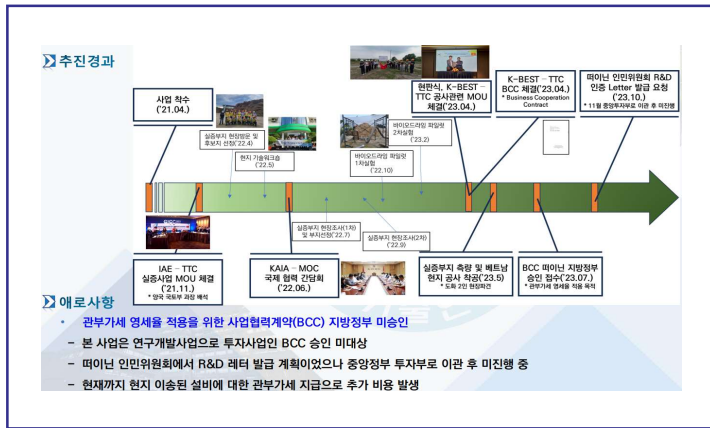 추진경과
사업 착수
('21.04.)
실증부지 현장방문 및
후보지 선정('22.4)
현지 기술워크숍
('22.5)
바이오드라잉 파일럿
1차실험
('22.10)
바이오드라잉 파일럿
2차실험
('23.2)
현판식, K-BEST –
TTC 공사관련 MOU
체결('23.04.)
K-BEST – TTC
BCC 체결('23.04.)
* Business Cooperation
Contract
떠이닌 인민위원회 R&D
인증 Letter 발급 요청
('23.10.)
* 11월 중앙투자부로 이관 후 미진행
IAE – TTC
실증사업 MOU 체결
('21.11.)
* 양국 국토부 과장 배석
KAIA – MOC
국제 협력 간담회
('22.06.)
실증부지 현장조사(1차)
및 부지선정('22.7)
실증부지 현장조사(2차)
('22.9)
실증부지 측량 및 베트남
현지 공사 착공('23.5)
* 도화 2인 현장파견
BCC 떠이닌 지방정부
승인 접수('23.07.)
* 관부가세 영세율 적용 목적
애로사항
• 관부가세 영세율 적용을 위한 사업협력계약(BCC) 지방정부 미승인
– 본 사업은 연구개발사업으로 투자사업인 BCC 승인 미대상
– 떠이닌 인민위원회에서 R&D 레터 발급 계획이었으나 중앙정부 투자부로 이관 후 미진행 중
– 현재까지 현지 이송된 설비에 대한 관부가세 지급으로 추가 비용 발생